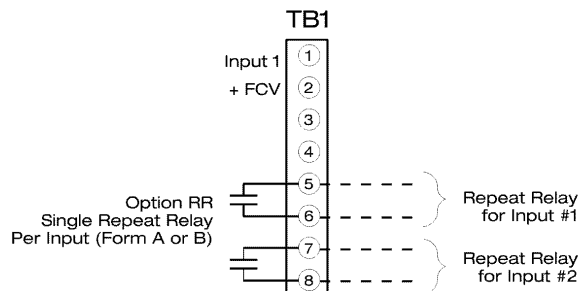 TB1
Input 1
1
+ FCV
2
3
4
5
6
Option RR
Single Repeat Relay
Per Input (Form A or B)
Repeat Relay
for Input #1
7
8
Repeat Relay
for Input #2